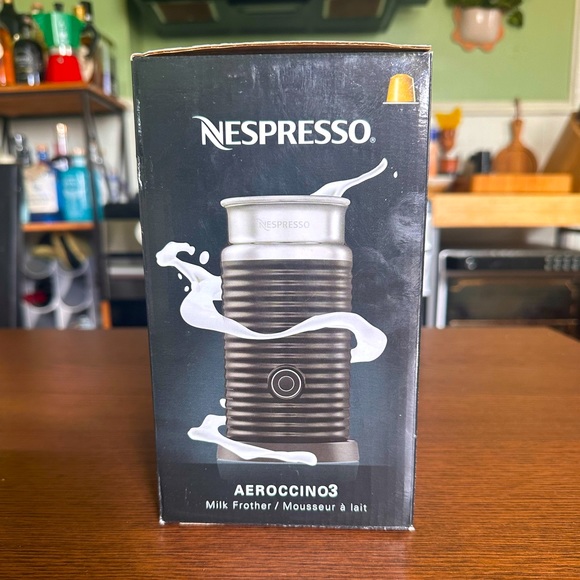 NESPRESSO®
NESPRESSO
AEROCCINO3
Milk Frother / Mousseur à lait